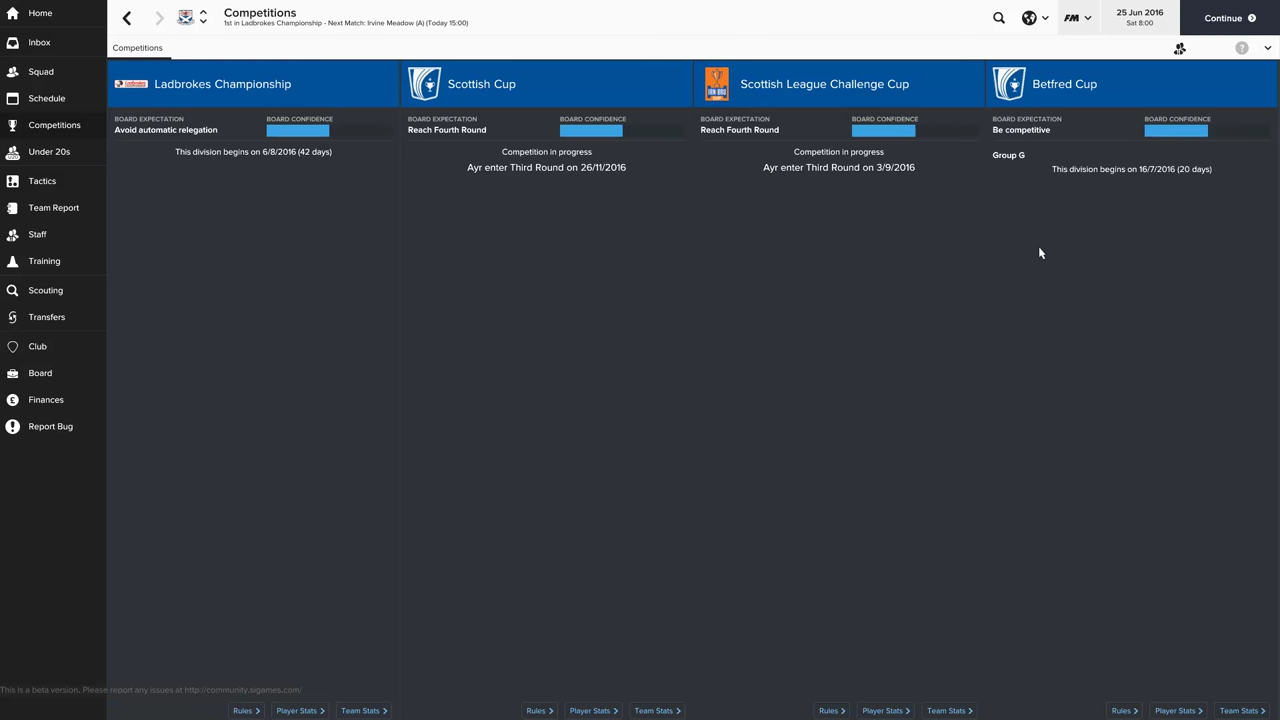 Home
Inbox
Squad
Schedule
Competitions
Under 20s
Tactics
Team Report
Staff
Training
Scouting
Transfers
Club
Board
Finances
Report Bug
Competitions
1st in Ladbrokes Championship - Next Match: Irvine Meadow (A) (Today 15:00)
FM
25 Jun 2016
Sat 8:00
Continue
Competitions
?
Ladbrokes Championship
BOARD EXPECTATION
Avoid automatic relegation
BOARD CONFIDENCE
This division begins on 6/8/2016 (42 days)
Rules
Player Stats
Team Stats
Scottish Cup
BOARD EXPECTATION
Reach Fourth Round
BOARD CONFIDENCE
Competition in progress
Ayr enter Third Round on 26/11/2016
Rules
Player Stats
Team Stats
Scottish League Challenge Cup
BOARD EXPECTATION
Reach Fourth Round
BOARD CONFIDENCE
Competition in progress
Ayr enter Third Round on 3/9/2016
Rules
Player Stats
Team Stats
Betfred Cup
BOARD EXPECTATION
Be competitive
BOARD CONFIDENCE
Group G
This division begins on 16/7/2016 (20 days)
Rules
Player Stats
Team Stats
This is a beta version. Please report any issues at http://community.sigames.com/